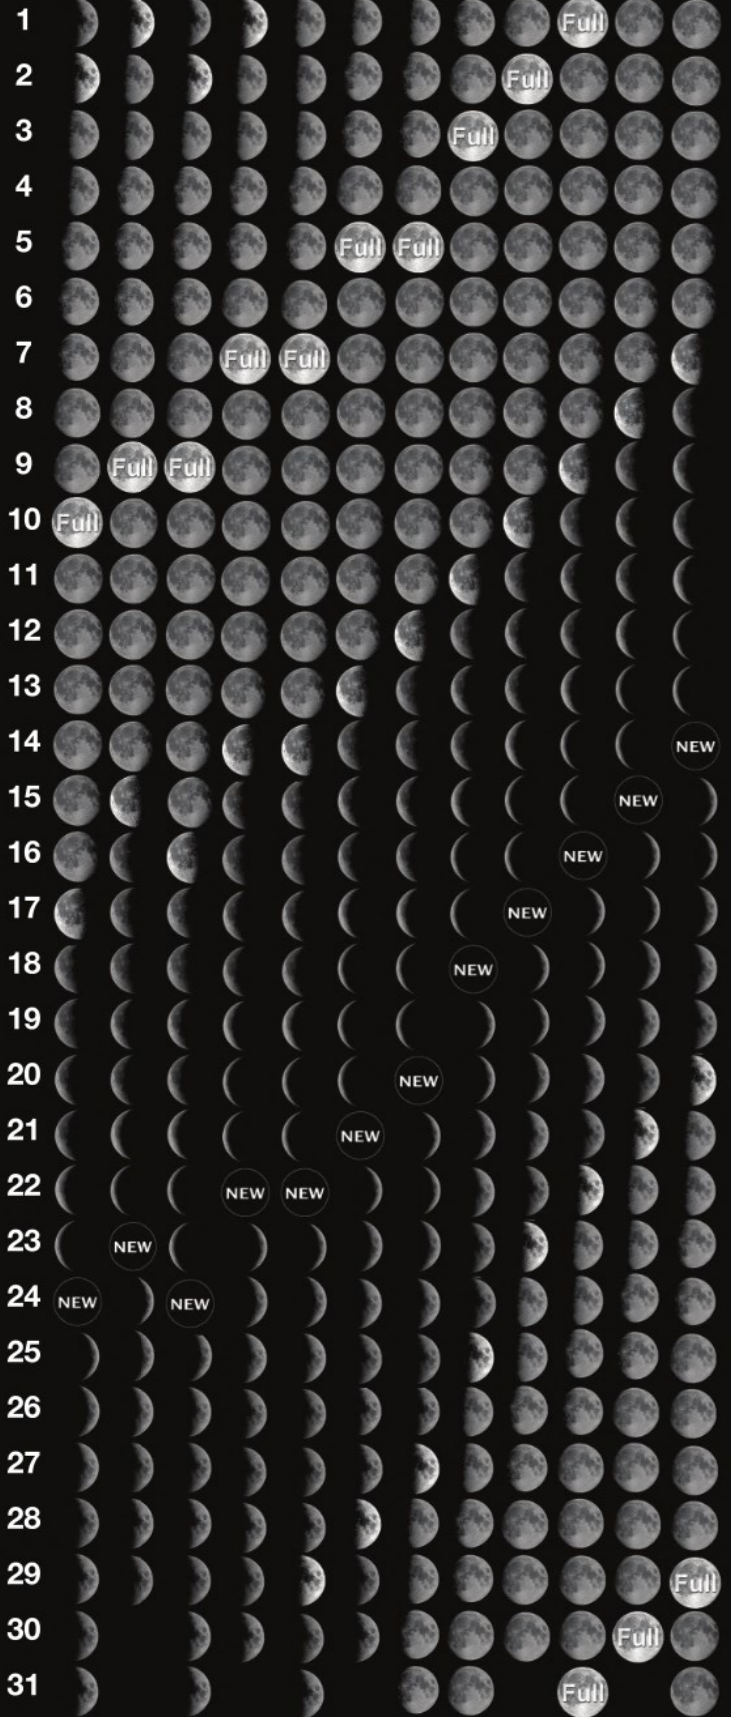 1 Full
2 Full
3 Full
4
5 Full Full
6
7 Full Full
8
9 Full Full
10 Full
11
12
13
14 NEW
15 NEW
16 NEW
17 NEW
18 NEW
19
20 NEW
21 NEW
22 NEW NEW
23 NEW
24 NEW NEW
25
26
27
28
29 Full
30 Full
31 Full